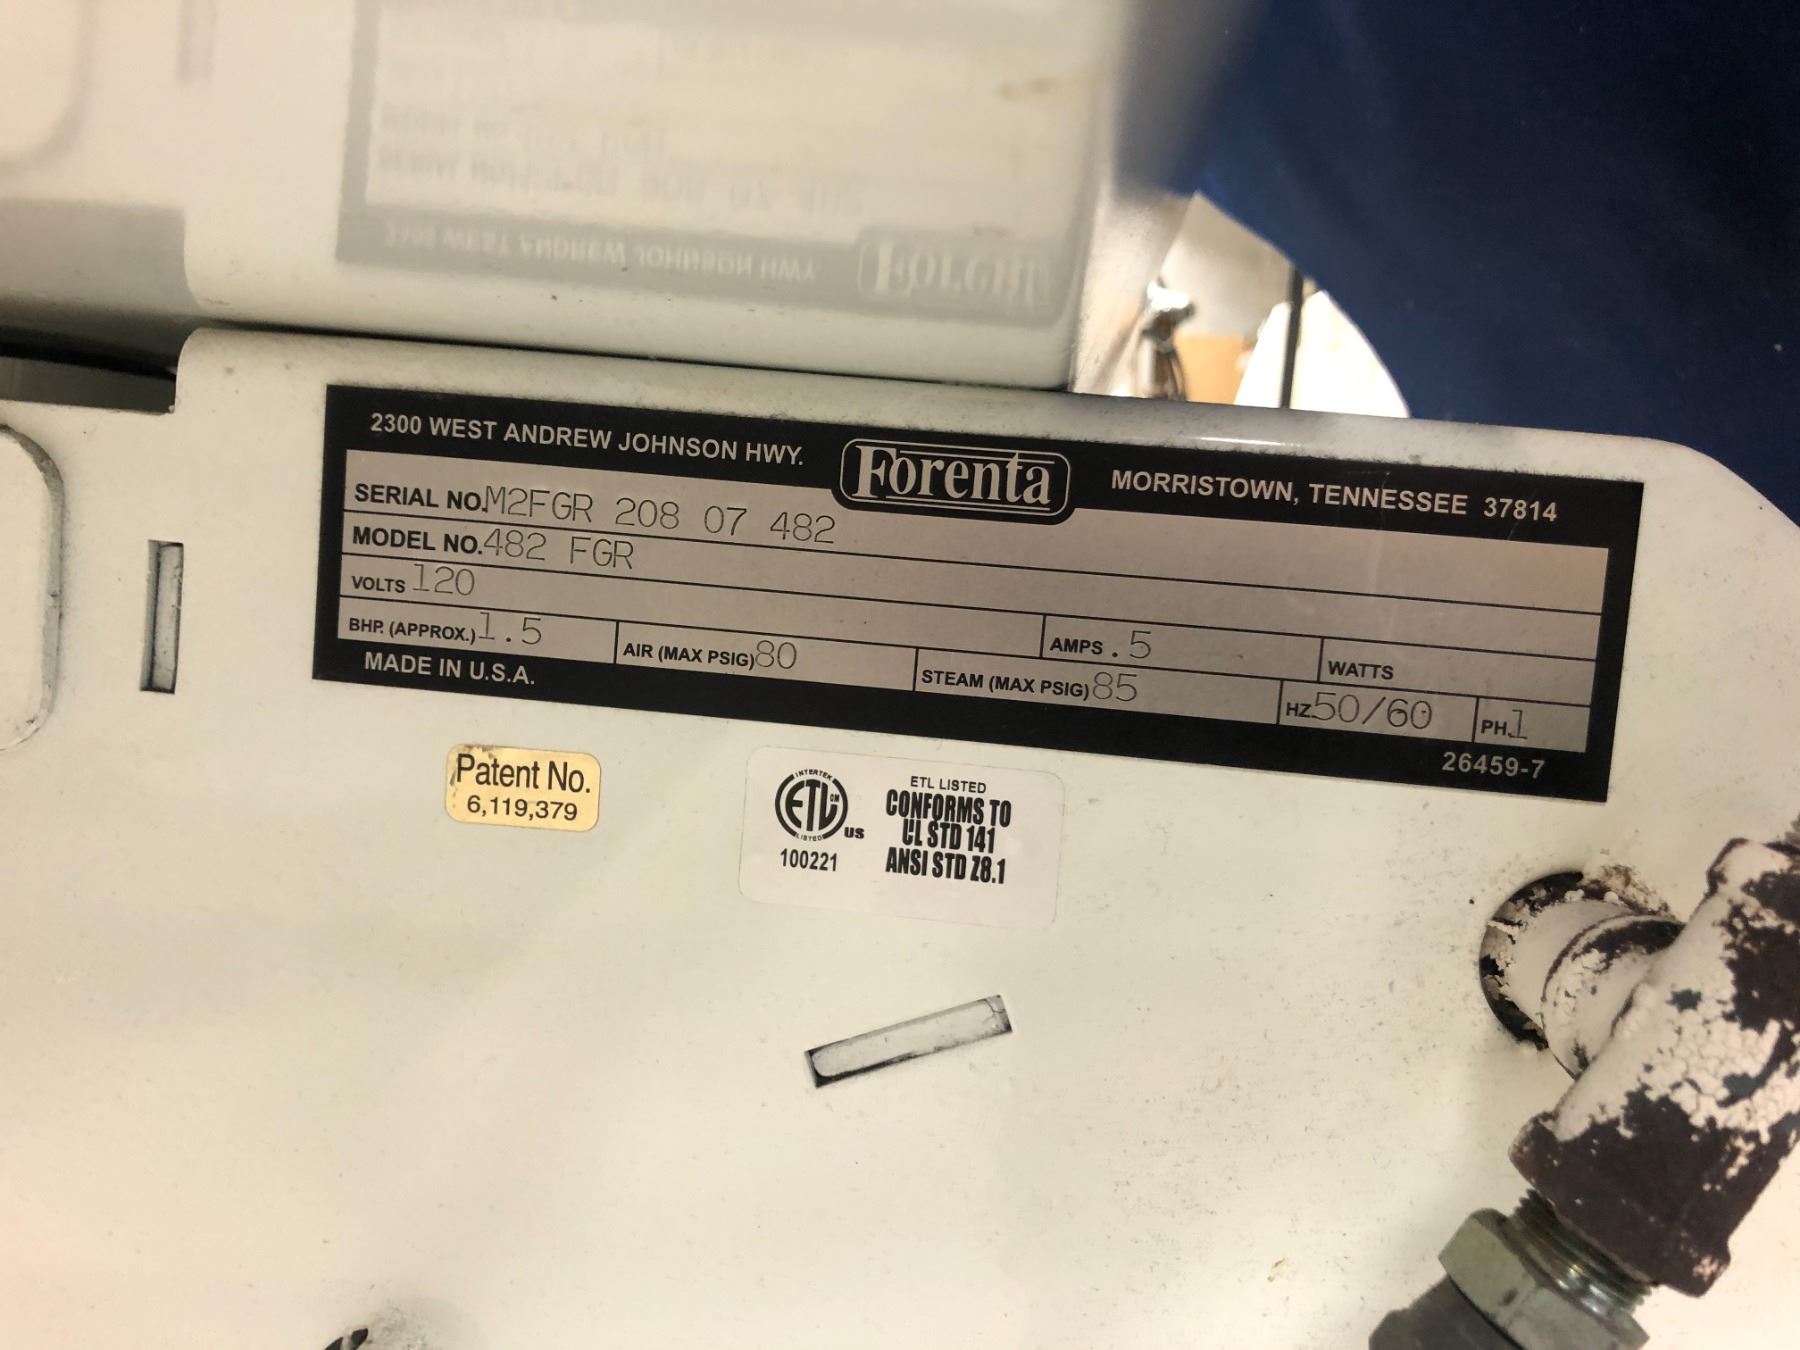 2300 WEST ANDREW JOHNSON HWY. Forenta MORRISTOWN, TENNESSEE 37814
SERIAL NO. M2FGR 208 07 482
MODEL NO. 482 FGR
VOLTS 120 AMPS .5 WATTS
BHP. (APPROX.) 1.5 AIR (MAX PSIG) 80 STEAM (MAX PSIG) 85 HZ. 50/60 PH. 1
MADE IN U.S.A. 26459-7
Patent No.
6,119,379
INTERTEK
ETL CM
LISTED
US
100221
ETL LISTED
CONFORMS TO
UL STD 141
ANSI STD Z8.1